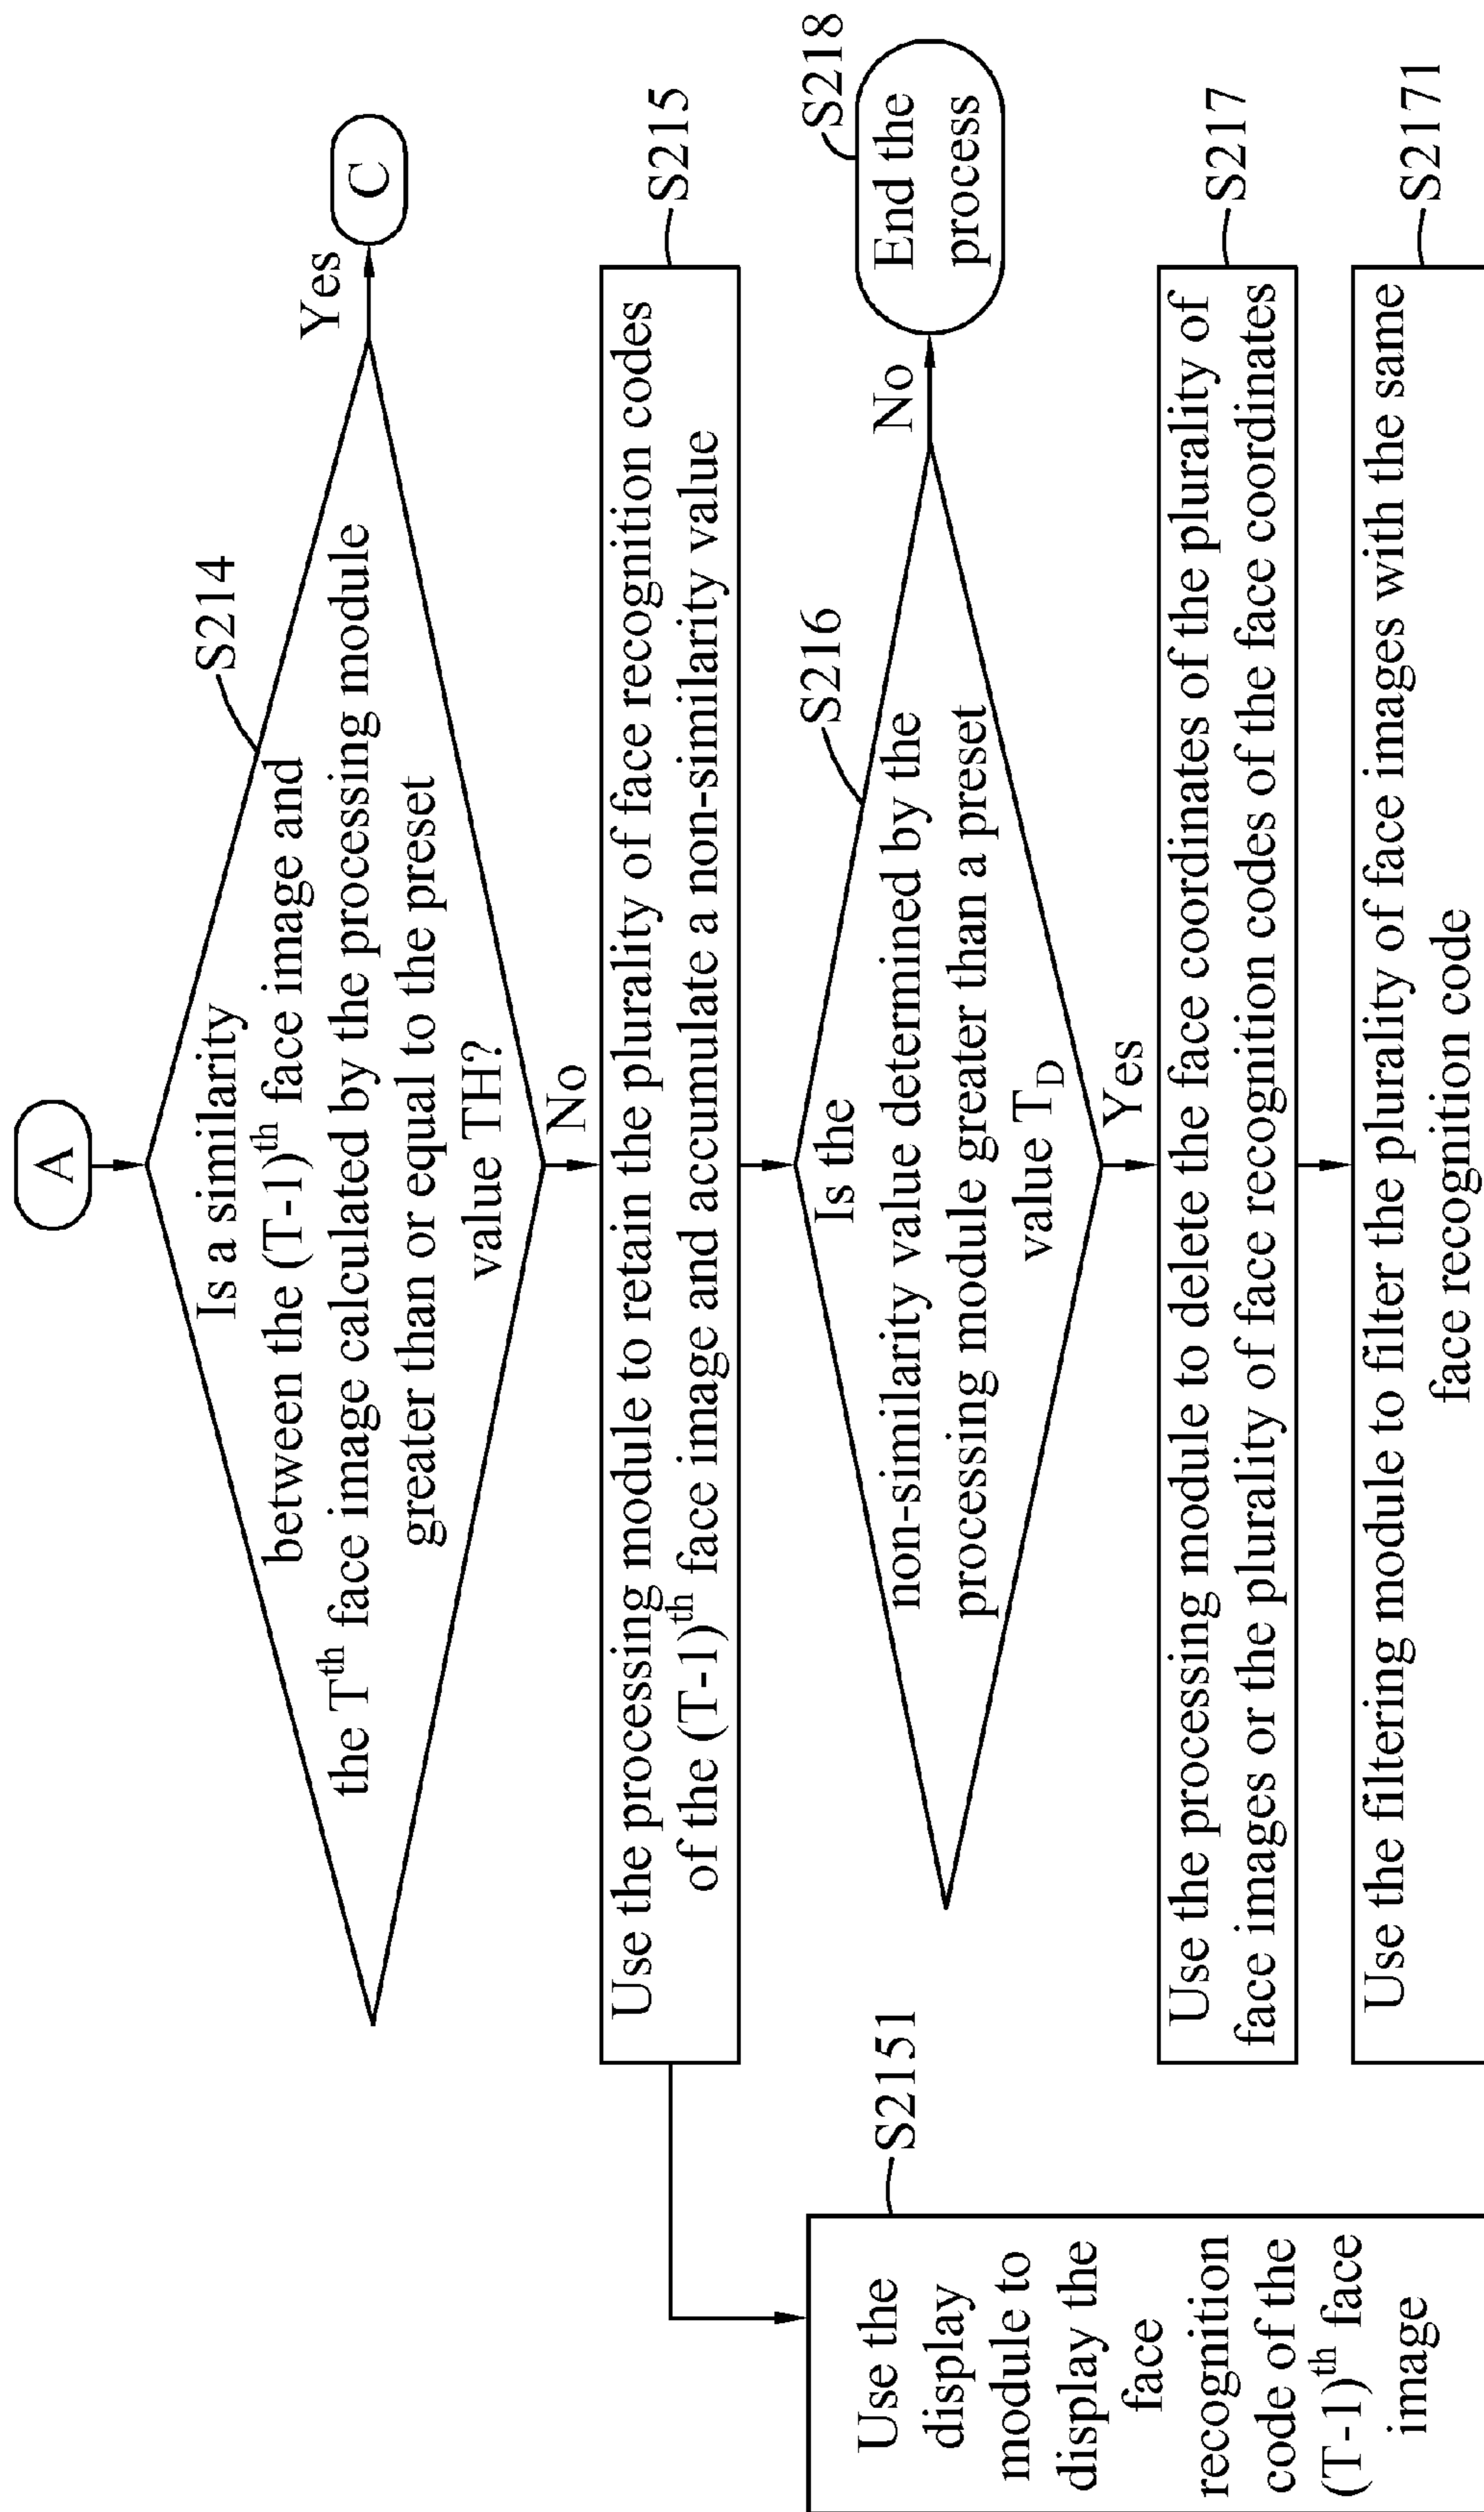 A
S214
Is a similarity
between the (T-1)th face image and
the Tth face image calculated by the processing module
greater than or equal to the preset
value TH?
Yes
C
No
S215
Use the processing module to retain the plurality of face recognition codes
of the (T-1)th face image and accumulate a non-similarity value
S2151
Use the
display
module to
display the
face
recognition
code of the
(T-1)th face
image
S216
Is the
non-similarity value determined by the
processing module greater than a preset
value TD
No
S218
End the
process
Yes
S217
Use the processing module to delete the face coordinates of the plurality of
face images or the plurality of face recognition codes of the face coordinates
S2171
Use the filtering module to filter the plurality of face images with the same
face recognition code